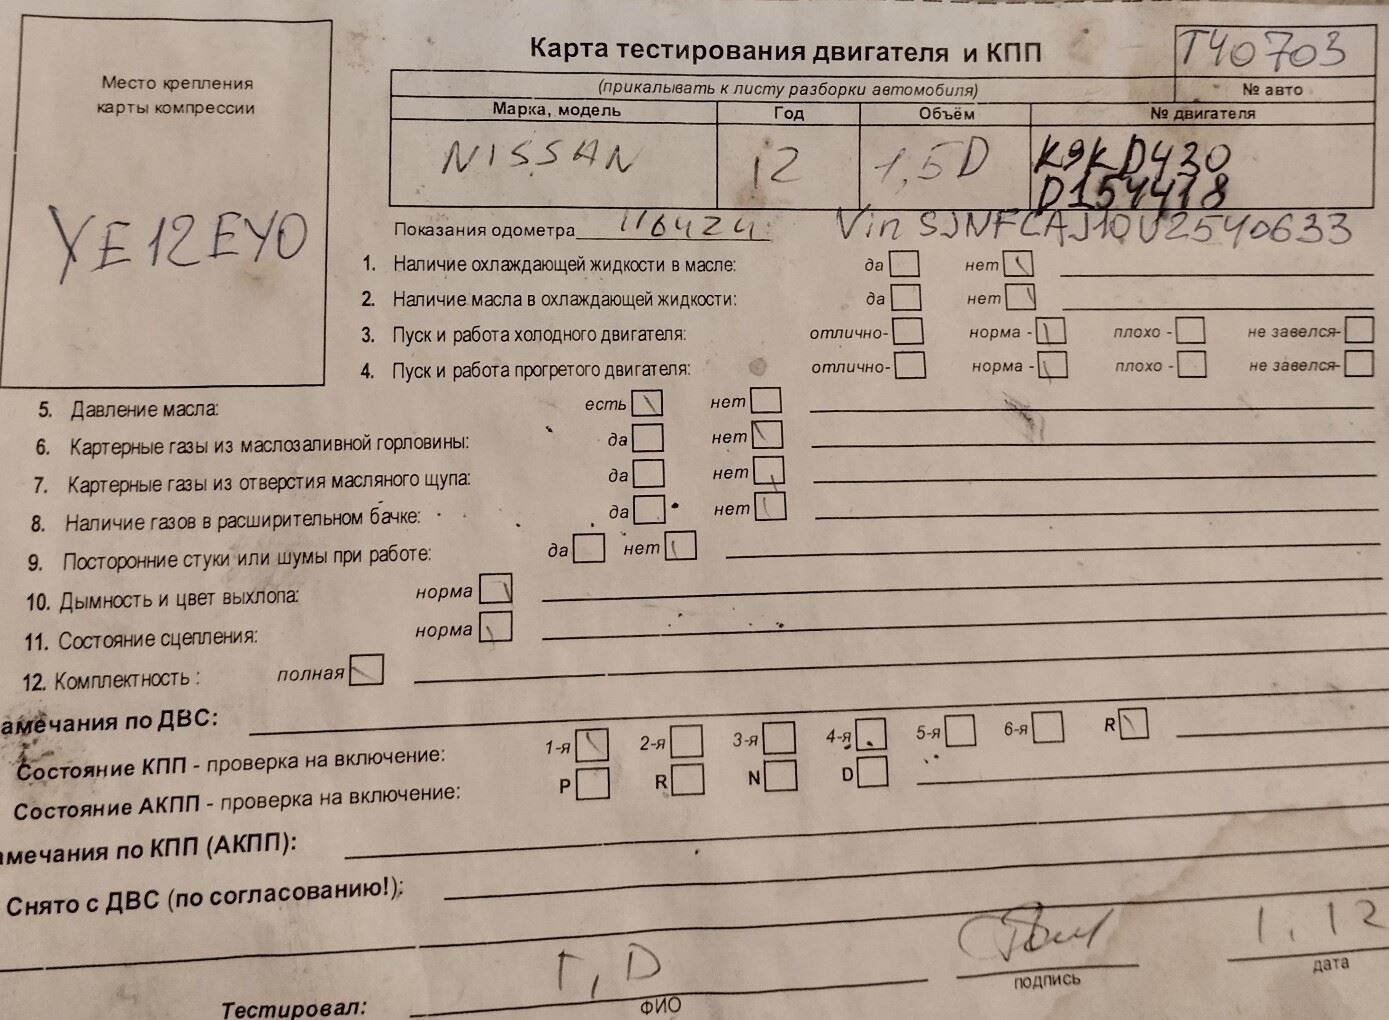 Место крепления
карты компрессии
YE12EYO
Карта тестирования двигателя и КПП
T40703
(прикалывать к листу разборки автомобиля)
№ авто
Марка, модель Год Объём № двигателя
NISSAN 12 1,5D K9KD430
D154418
Показания одометра 116424 Vin SJNFCAJ10U2540633
1. Наличие охлаждающей жидкости в масле: да нет
2. Наличие масла в охлаждающей жидкости: да нет
3. Пуск и работа холодного двигателя: отлично- норма - плохо - не завелся-
4. Пуск и работа прогретого двигателя: отлично- норма - плохо - не завелся-
5. Давление масла: есть нет
6. Картерные газы из маслозаливной горловины: да нет
7. Картерные газы из отверстия масляного щупа: да нет
8. Наличие газов в расширительном бачке: да нет
9. Посторонние стуки или шумы при работе: да нет
10. Дымность и цвет выхлопа: норма
11. Состояние сцепления: норма
12. Комплектность : полная
амечания по ДВС:
Состояние КПП - проверка на включение: 1-я 2-я 3-я 4-я 5-я 6-я R
Состояние АКПП - проверка на включение: P R N D
амечания по КПП (АКПП):
Снято с ДВС (по согласованию!):
Г, D 1, 12
Тестировал: ФИО подпись дата